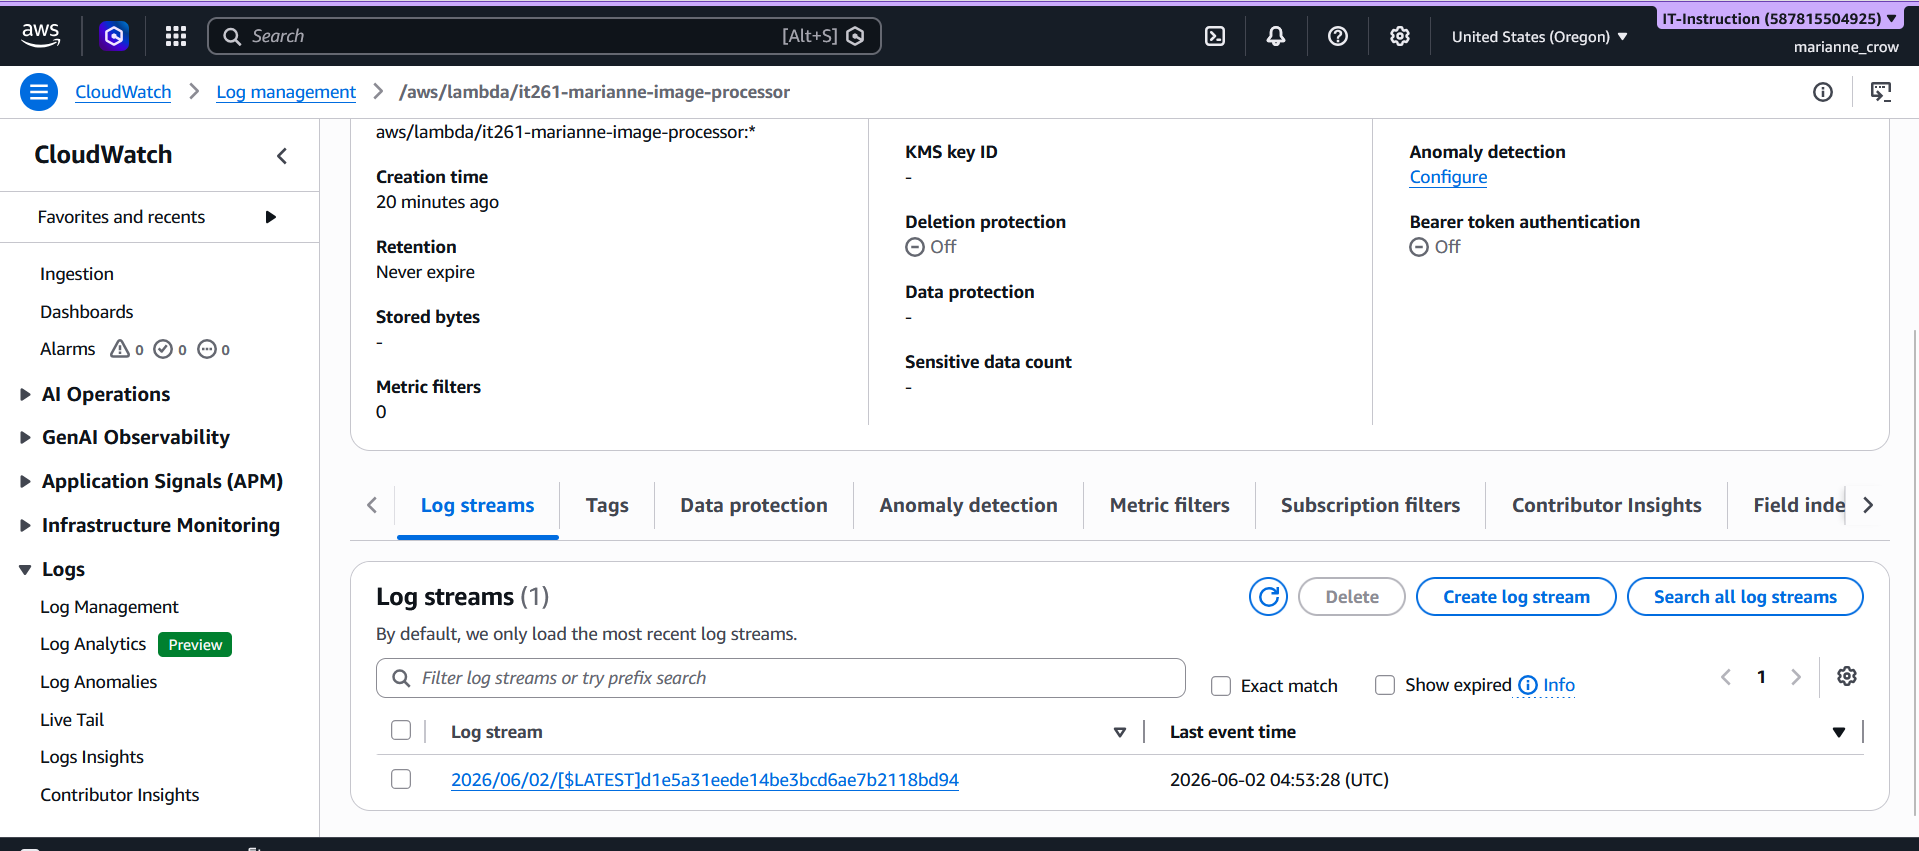 aws
Search
[Alt+S]
United States (Oregon)
IT-Instruction (587815504925)
marianne_crow
CloudWatch
Log management
/aws/lambda/it261-marianne-image-processor
CloudWatch
Favorites and recents
Ingestion
Dashboards
Alarms 0 0 0
AI Operations
GenAI Observability
Application Signals (APM)
Infrastructure Monitoring
Logs
Log Management
Log Analytics Preview
Log Anomalies
Live Tail
Logs Insights
Contributor Insights
aws/lambda/it261-marianne-image-processor:*
Creation time
20 minutes ago
Retention
Never expire
Stored bytes
-
Metric filters
0
KMS key ID
-
Deletion protection
Off
Data protection
-
Sensitive data count
-
Anomaly detection
Configure
Bearer token authentication
Off
Log streams Tags Data protection Anomaly detection Metric filters Subscription filters Contributor Insights Field inde
Log streams (1)
Delete Create log stream Search all log streams
By default, we only load the most recent log streams.
Filter log streams or try prefix search
Exact match Show expired Info
1
Log stream Last event time
2026/06/02/[$LATEST]d1e5a31eede14be3bcd6ae7b2118bd94 2026-06-02 04:53:28 (UTC)